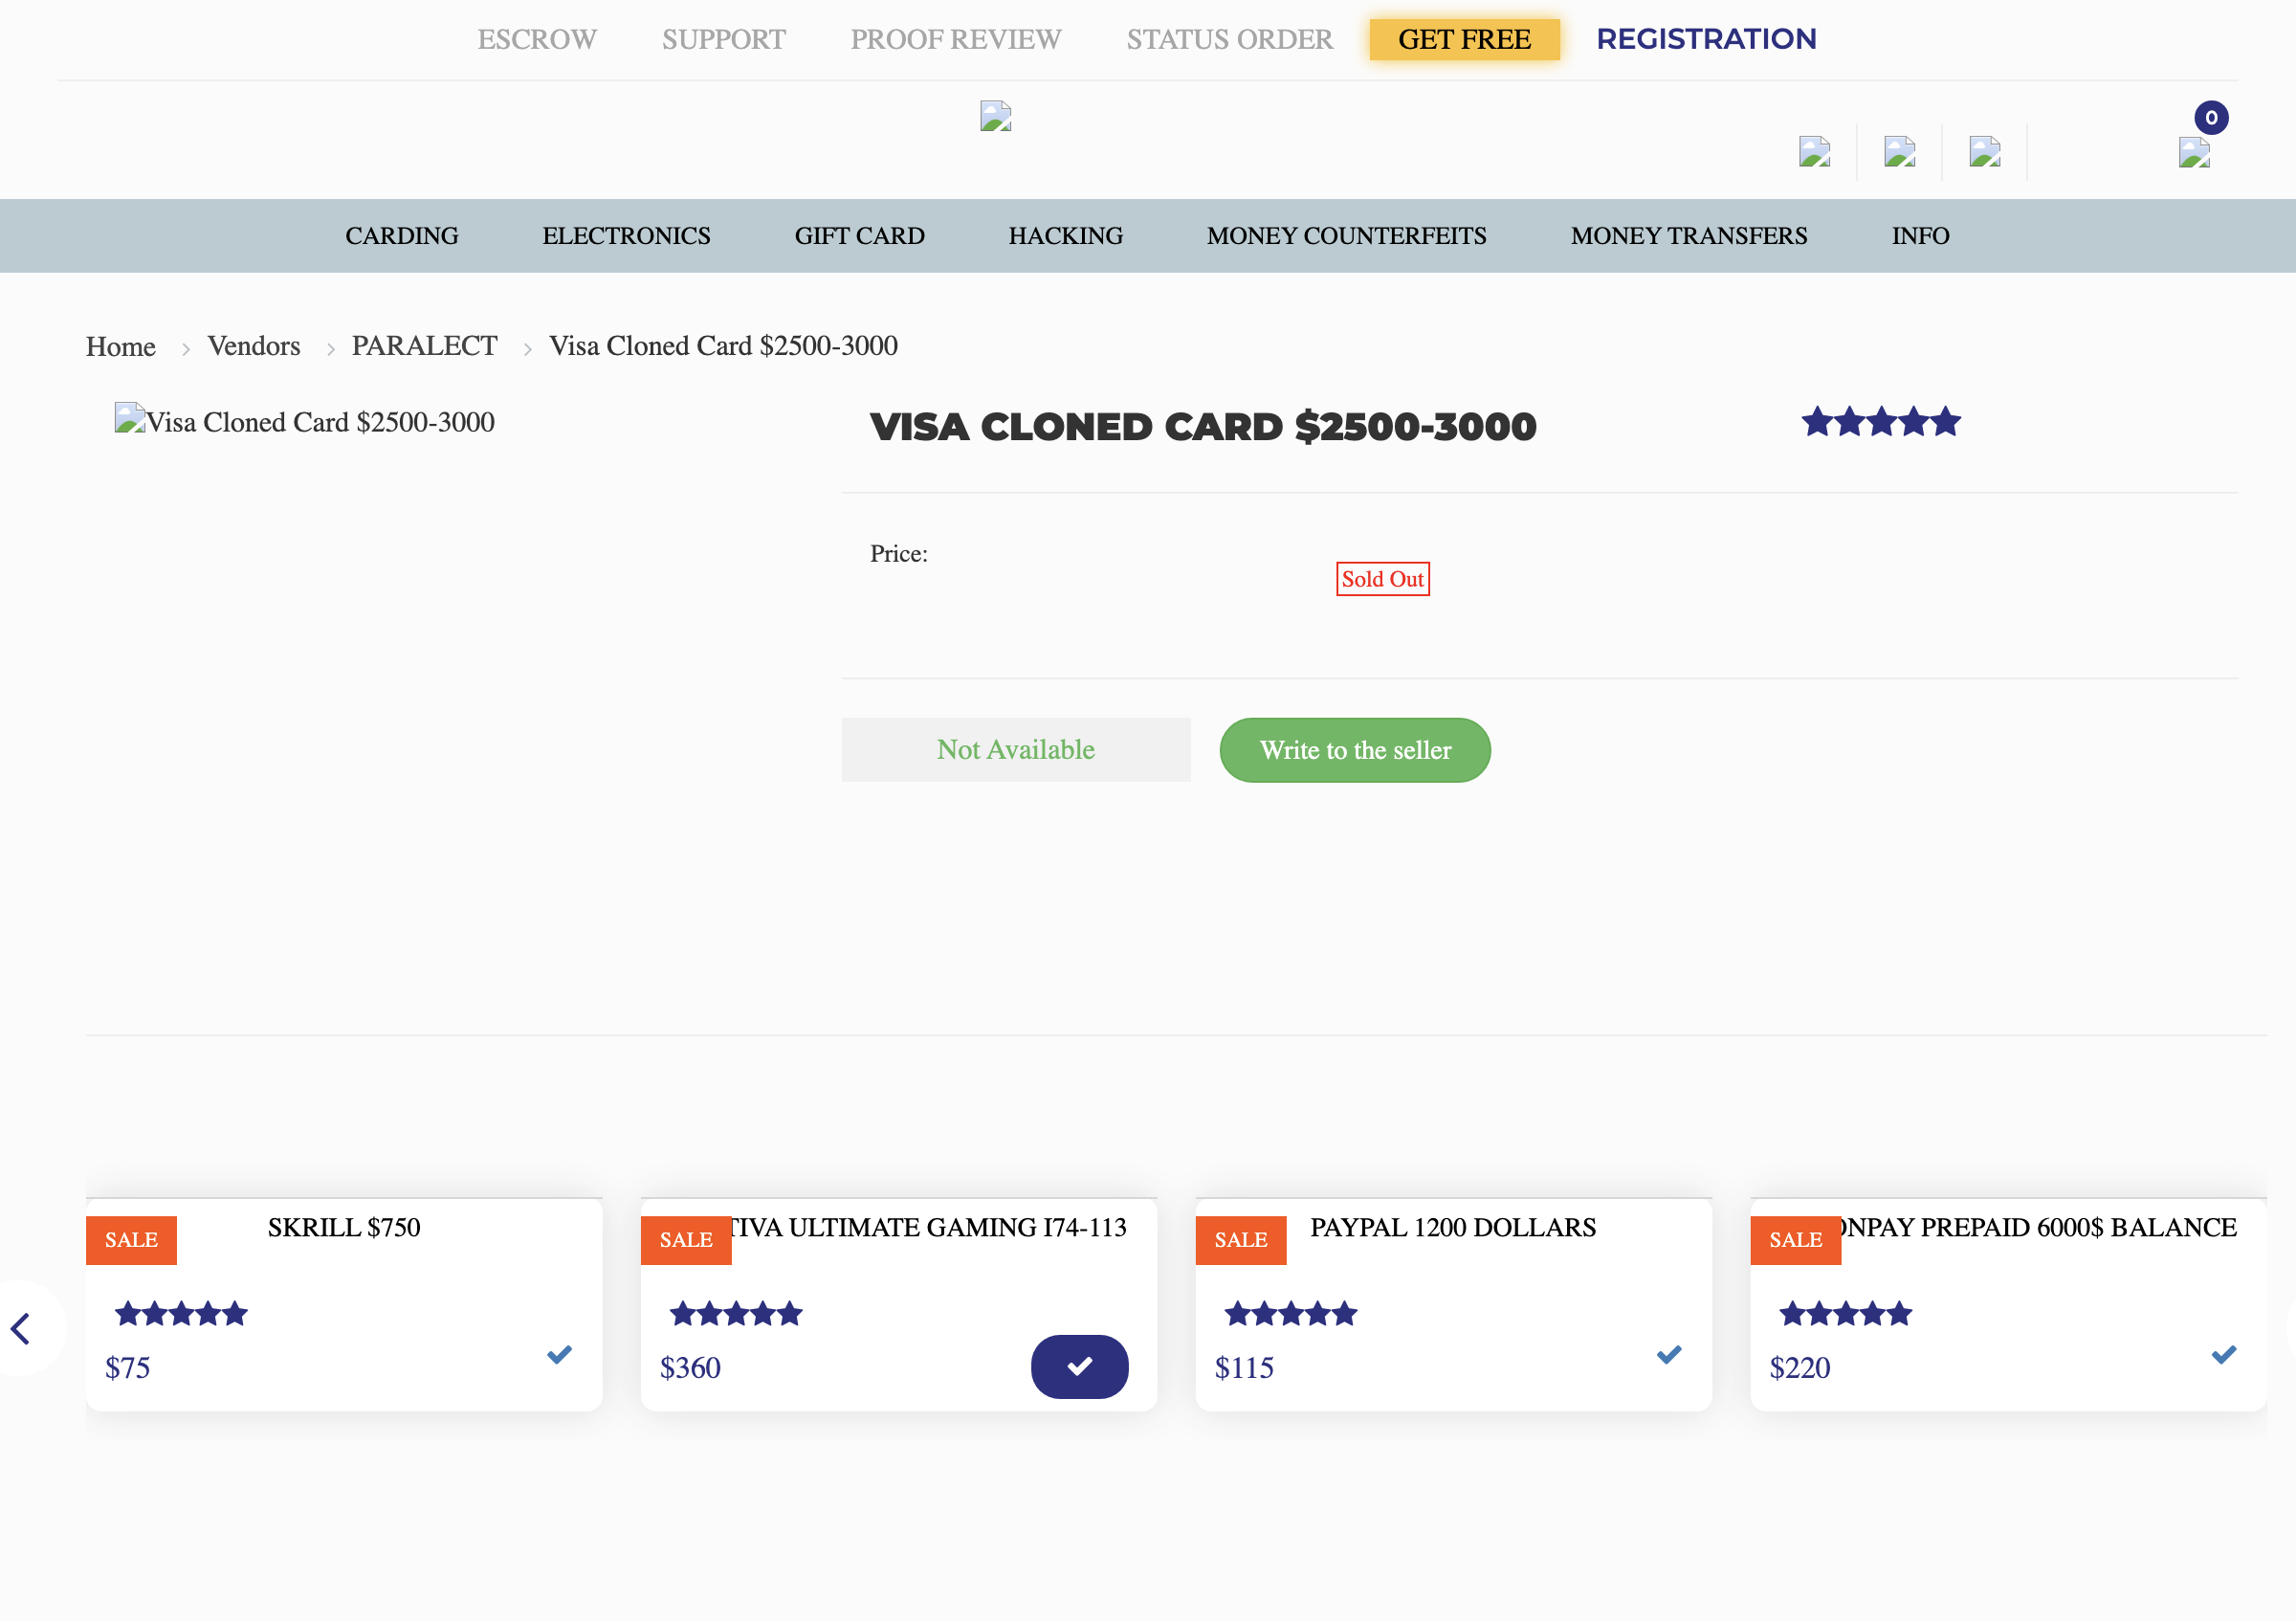 ESCROW SUPPORT PROOF REVIEW STATUS ORDER GET FREE REGISTRATION
0
CARDING ELECTRONICS GIFT CARD HACKING MONEY COUNTERFEITS MONEY TRANSFERS INFO
Home Vendors PARALECT Visa Cloned Card $2500-3000
Visa Cloned Card $2500-3000
VISA CLONED CARD $2500-3000
Price:
Sold Out
Not Available
Write to the seller
SALE
SKRILL $750
$75
SALE
TIVA ULTIMATE GAMING I74-113
$360
SALE
PAYPAL 1200 DOLLARS
$115
SALE
ONPAY PREPAID 6000$ BALANCE
$220